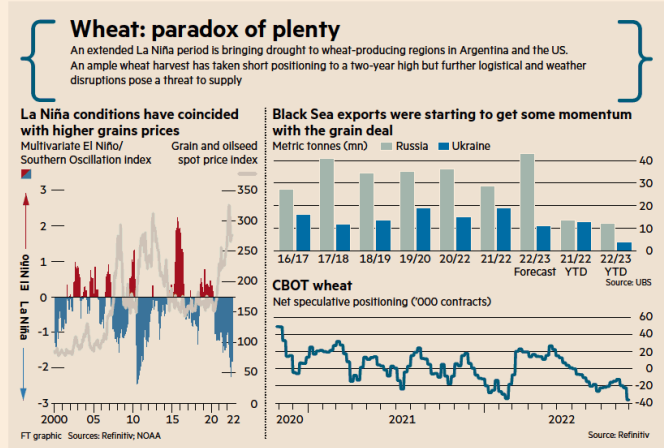 Wheat: paradox of plenty
An extended La Niña period is bringing drought to wheat-producing regions in Argentina and the US.
An ample wheat harvest has taken short positioning to a two-year high but further logistical and weather
disruptions pose a threat to supply
La Niña conditions have coincided
with higher grains prices
Multivariate El Niño/
Southern Oscillation index
Grain and oilseed
spot price index
3
2
1
0
-1
-2
-3
El Niño
La Niña
350
300
250
200
150
100
50
0
2000 05 10 15 20 22
FT graphic Sources: Refinitiv; NOAA
Black Sea exports were starting to get some momentum
with the grain deal
Metric tonnes (mn) Russia Ukraine
40
30
20
10
0
16/17 17/18 18/19 19/20 20/22 21/22 22/23 21/22 22/23
Forecast YTD YTD
Source: UBS
CBOT wheat
Net speculative positioning ('000 contracts)
60
40
20
0
-20
-40
2020 2021 2022
Source: Refinitiv